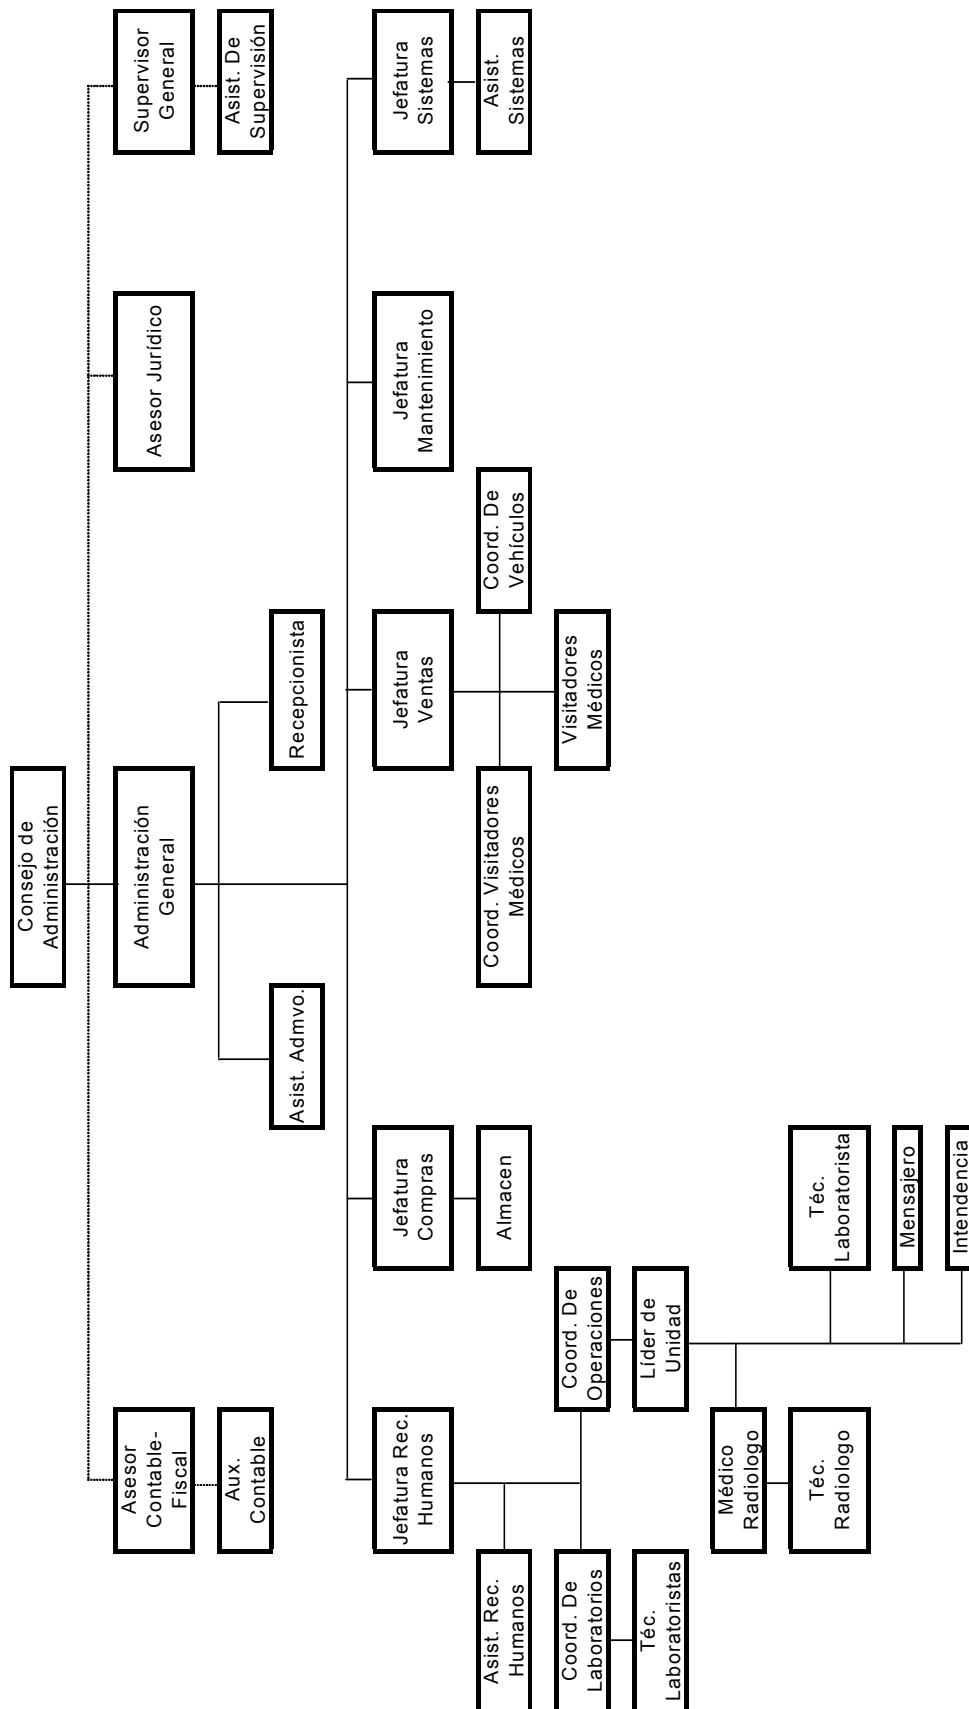 Consejo de
Administración
Asesor
Contable-
Fiscal
Administración
General
Asesor Jurídico
Supervisor
General
Aux.
Contable
Asist. De
Supervisión
Asist. Admvo.
Recepcionista
Jefatura Rec.
Humanos
Jefatura
Compras
Jefatura
Ventas
Jefatura
Mantenimiento
Jefatura
Sistemas
Asist. Rec.
Humanos
Almacen
Coord. Visitadores
Médicos
Coord. De
Vehículos
Asist.
Sistemas
Coord. De
Laboratorios
Coord. De
Operaciones
Visitadores
Médicos
Téc.
Laboratoristas
Líder de
Unidad
Médico
Radiologo
Téc.
Radiologo
Téc.
Laboratorista
Mensajero
Intendencia